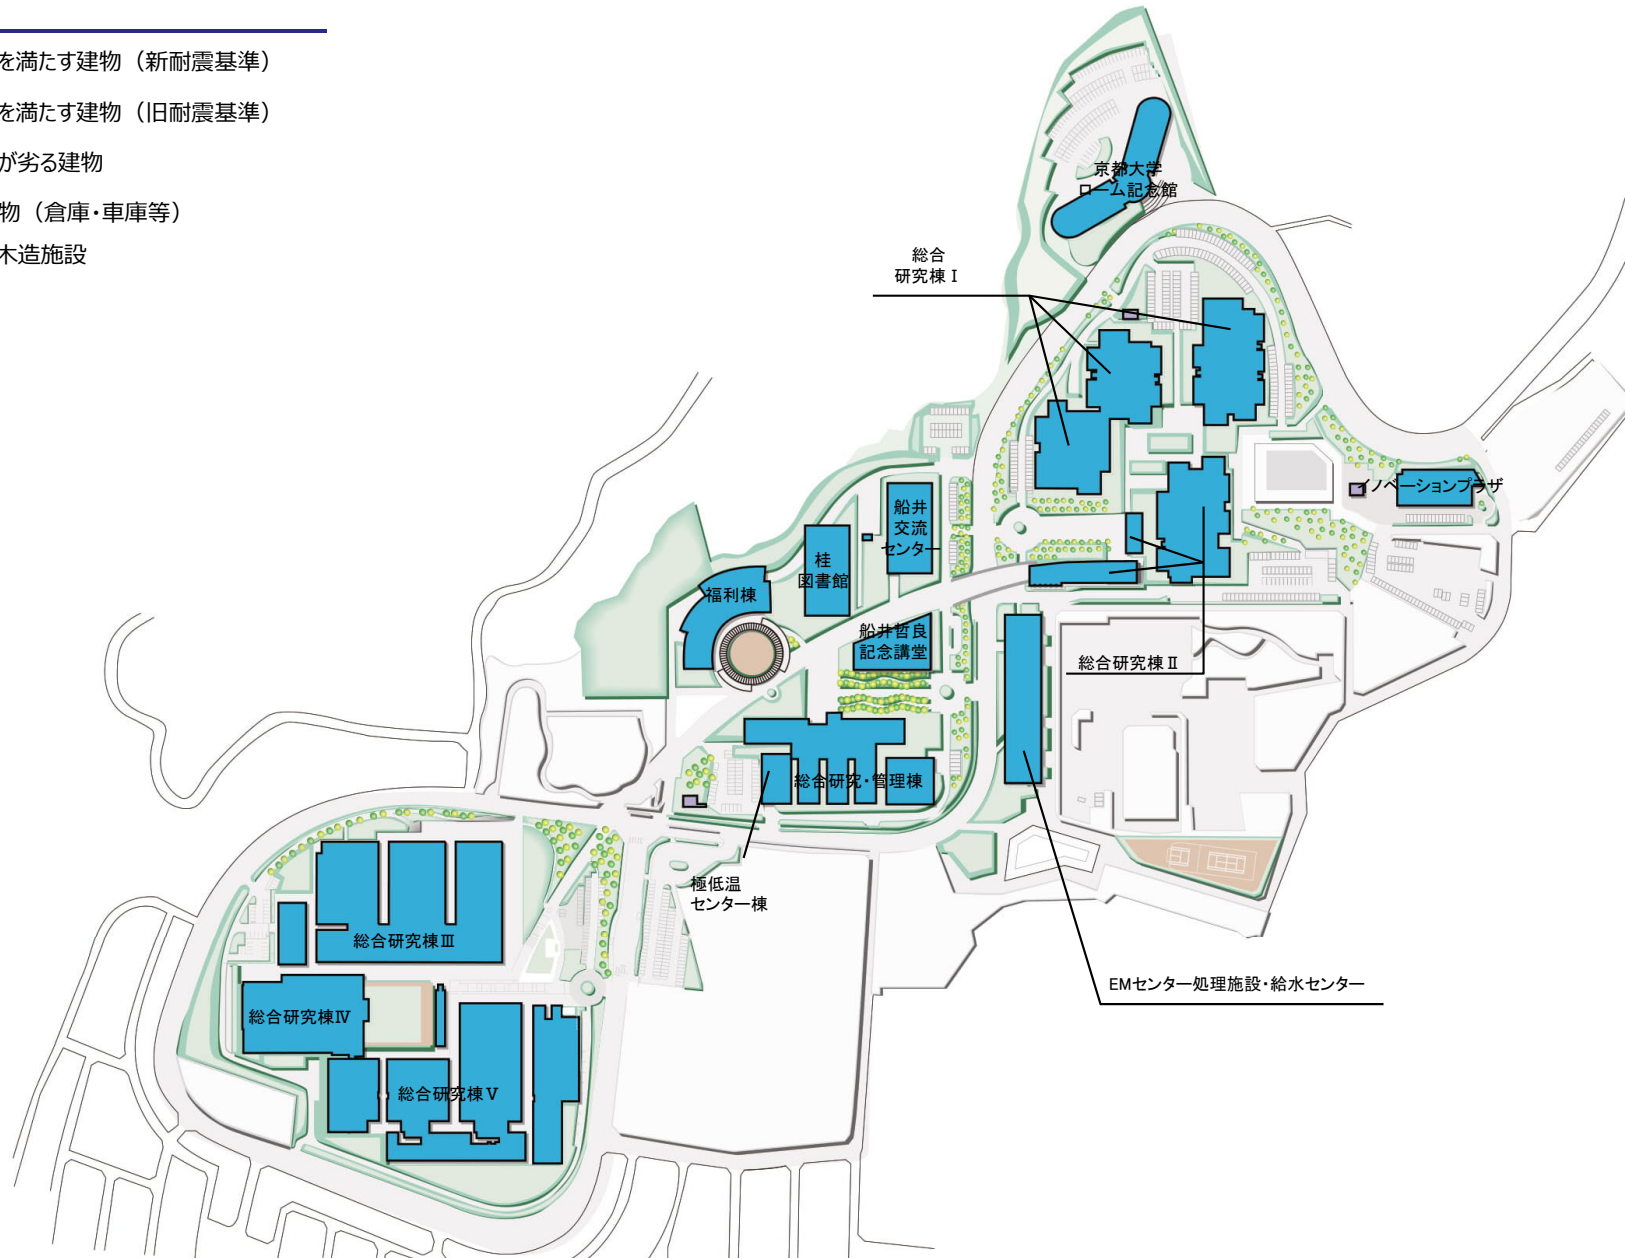 を満たす建物（新耐震基準）
を満たす建物（旧耐震基準）
が劣る建物
物（倉庫・車庫等）
木造施設
京都大学
ローム記念館
総合
研究棟Ⅰ
イノベーションプラザ
船井
交流
センター
桂
図書館
福利棟
船井哲良
記念講堂
総合研究棟Ⅱ
総合研究・管理棟
極低温
センター棟
総合研究棟Ⅲ
EMセンター処理施設・給水センター
総合研究棟Ⅳ
総合研究棟Ⅴ